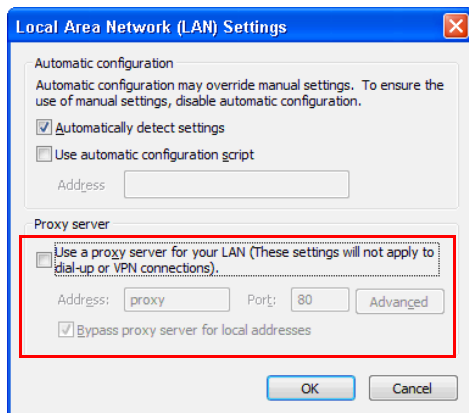 Local Area Network (LAN) Settings
Automatic configuration
Automatic configuration may override manual settings. To ensure the
use of manual settings, disable automatic configuration.
Automatically detect settings
Use automatic configuration script
Address
Proxy server
Use a proxy server for your LAN (These settings will not apply to
dial-up or VPN connections).
Address: proxy Port: 80 Advanced
Bypass proxy server for local addresses
OK Cancel